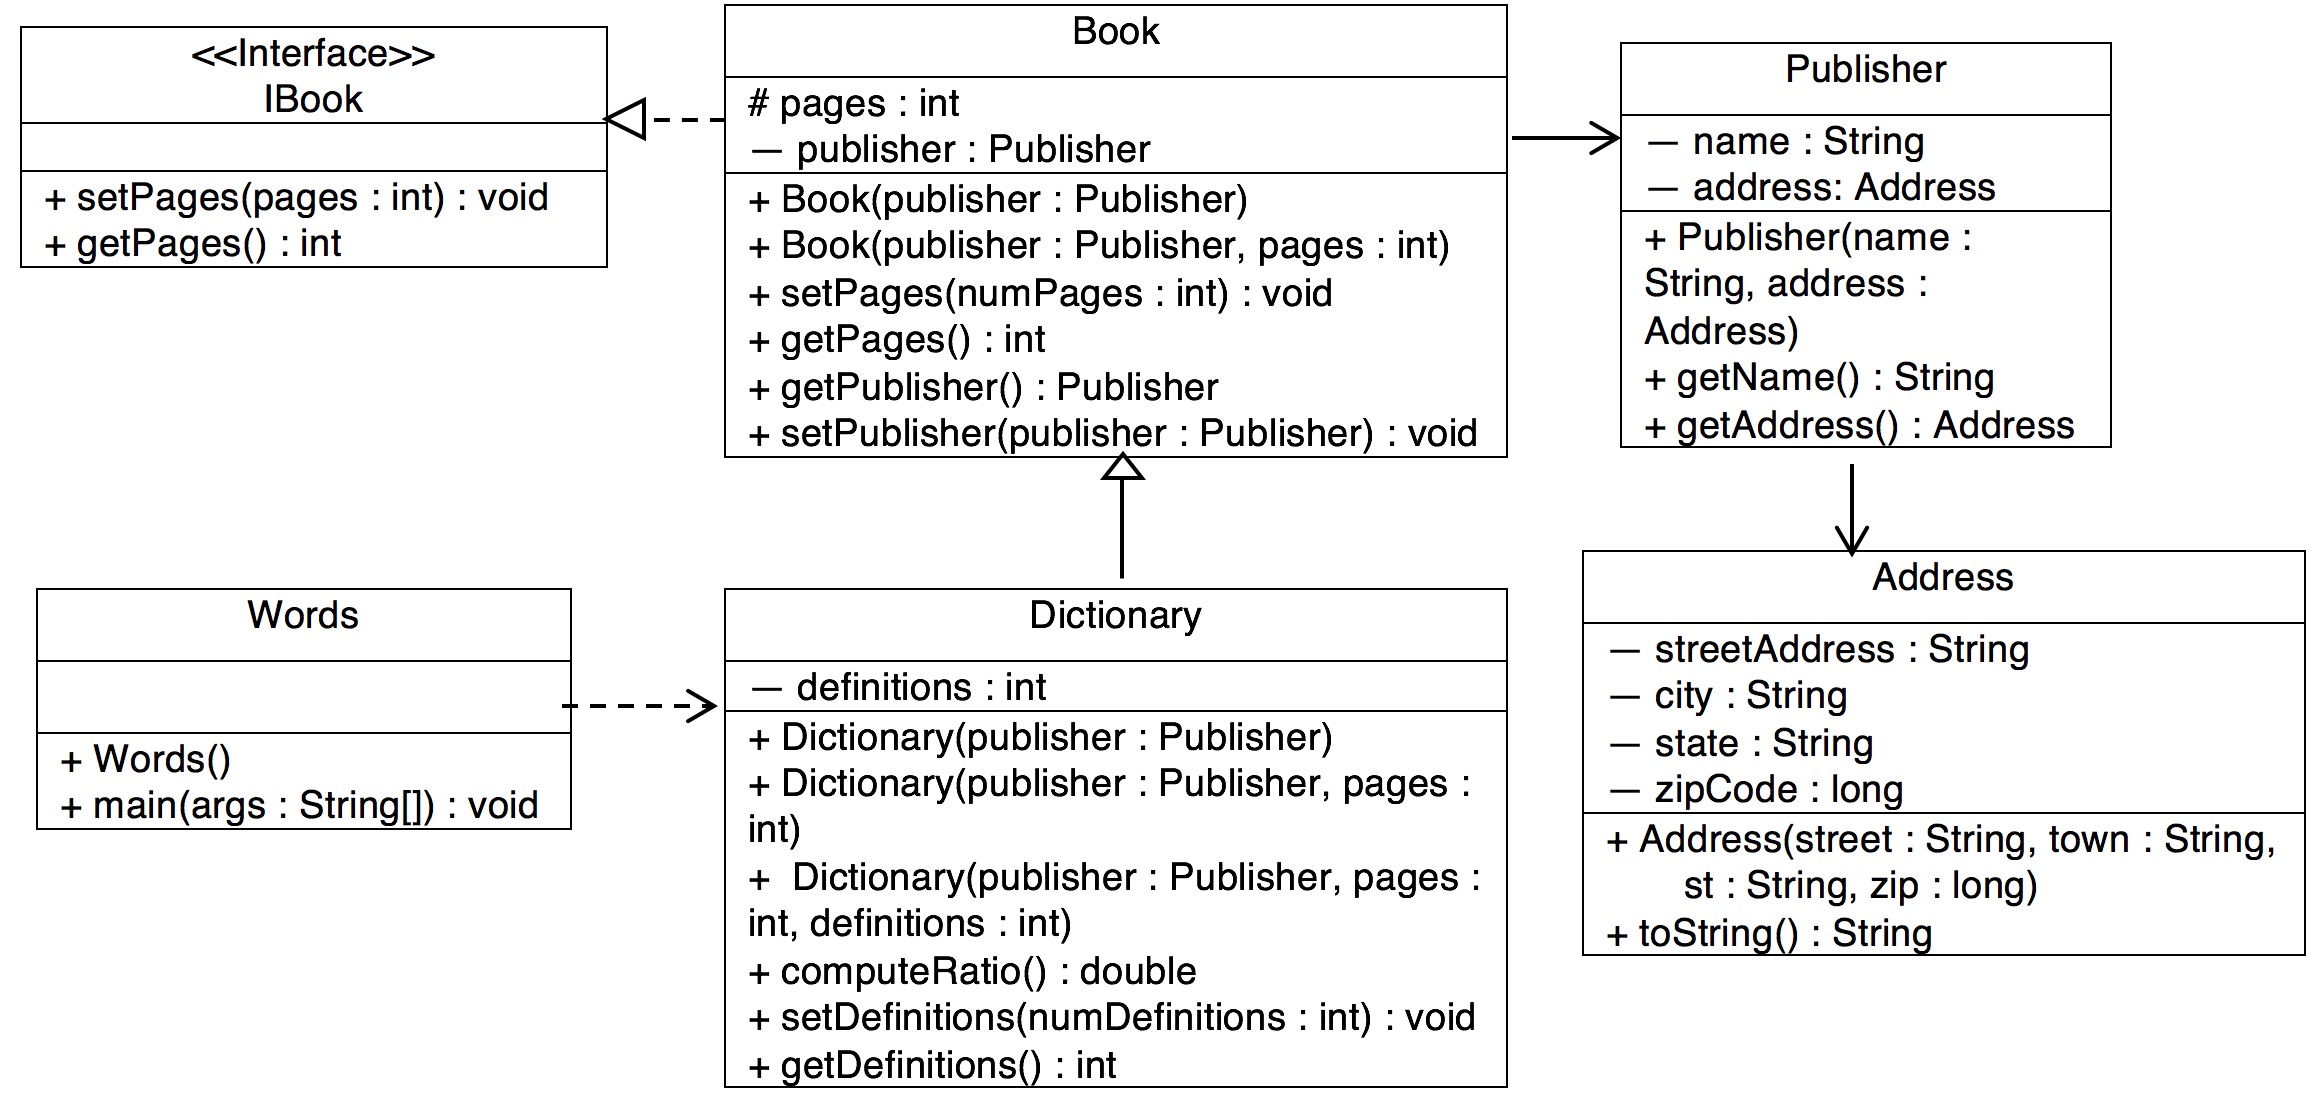 <<Interface>>
IBook
+ setPages(pages : int) : void
+ getPages() : int
Book
# pages : int
— publisher : Publisher
+ Book(publisher : Publisher)
+ Book(publisher : Publisher, pages : int)
+ setPages(numPages : int) : void
+ getPages() : int
+ getPublisher() : Publisher
+ setPublisher(publisher : Publisher) : void
Publisher
— name : String
— address: Address
+ Publisher(name :
String, address :
Address)
+ getName() : String
+ getAddress() : Address
Words
+ Words()
+ main(args : String[]) : void
Dictionary
— definitions : int
+ Dictionary(publisher : Publisher)
+ Dictionary(publisher : Publisher, pages :
int)
+ Dictionary(publisher : Publisher, pages :
int, definitions : int)
+ computeRatio() : double
+ setDefinitions(numDefinitions : int) : void
+ getDefinitions() : int
Address
— streetAddress : String
— city : String
— state : String
— zipCode : long
+ Address(street : String, town : String,
st : String, zip : long)
+ toString() : String